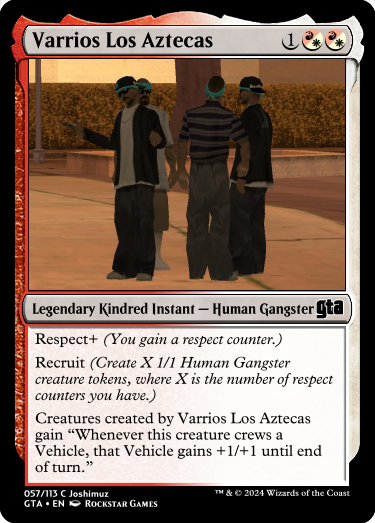 Varrios Los Aztecas 1
Legendary Kindred Instant — Human Gangster gta
Respect+ (You gain a respect counter.)
Recruit (Create X 1/1 Human Gangster
creature tokens, where X is the number of respect
counters you have.)
Creatures created by Varrios Los Aztecas
gain “Whenever this creature crews a
Vehicle, that Vehicle gains +1/+1 until end
of turn.”
057/113 C Joshimuz
GTA • EN Rockstar Games
™ & © 2024 Wizards of the Coast